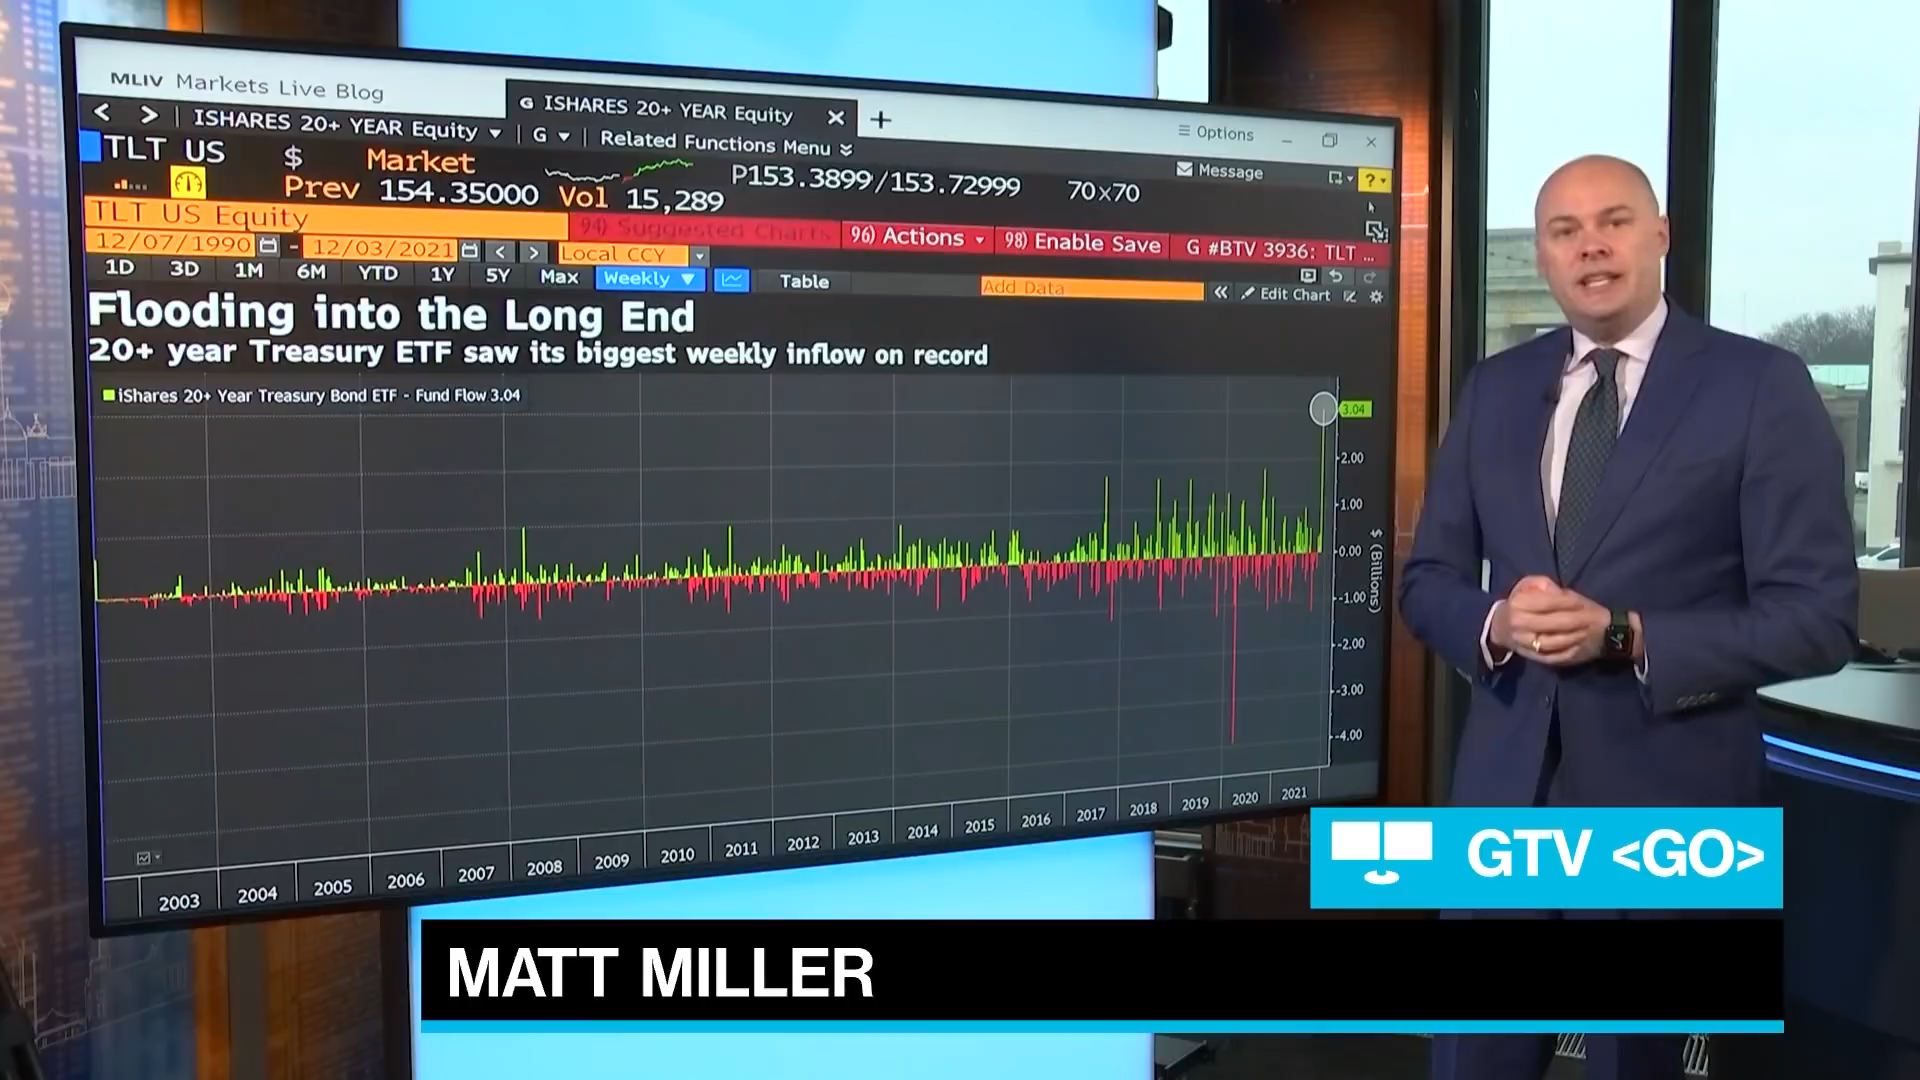 MLIV Markets Live Blog
G ISHARES 20+ YEAR Equity
ISHARES 20+ YEAR Equity G Related Functions Menu
Options
TLT US $ Market P153.3899/153.72999 70x70 Message ?
Prev 154.35000 Vol 15,289
TLT US Equity 94) Suggested Charts 96) Actions 98) Enable Save G #BTV 3936: TLT ...
12/07/1990 - 12/03/2021 Local CCY
1D 3D 1M 6M YTD 1Y 5Y Max Weekly Table Add Data Edit Chart
Flooding into the Long End
20+ year Treasury ETF saw its biggest weekly inflow on record
iShares 20+ Year Treasury Bond ETF - Fund Flow 3.04
3.04
2.00
1.00
0.00
-1.00
-2.00
-3.00
-4.00
$ (Billions)
2003 2004 2005 2006 2007 2008 2009 2010 2011 2012 2013 2014 2015 2016 2017 2018 2019 2020 2021
GTV <GO>
MATT MILLER